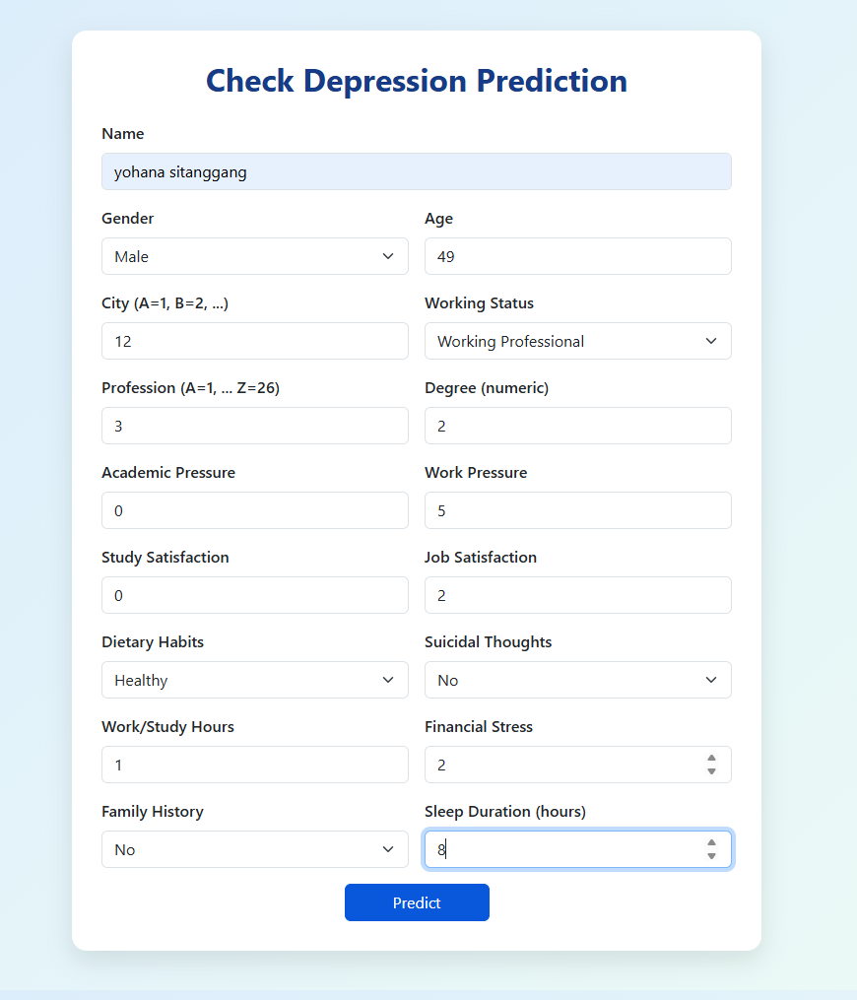 Check Depression Prediction
Name
yohana sitanggang
Gender
Age
Male
49
City (A=1, B=2, ...)
Working Status
12
Working Professional
Profession (A=1, ... Z=26)
Degree (numeric)
3
2
Academic Pressure
Work Pressure
0
5
Study Satisfaction
Job Satisfaction
0
2
Dietary Habits
Suicidal Thoughts
Healthy
No
Work/Study Hours
Financial Stress
1
2
Family History
Sleep Duration (hours)
No
8
Predict